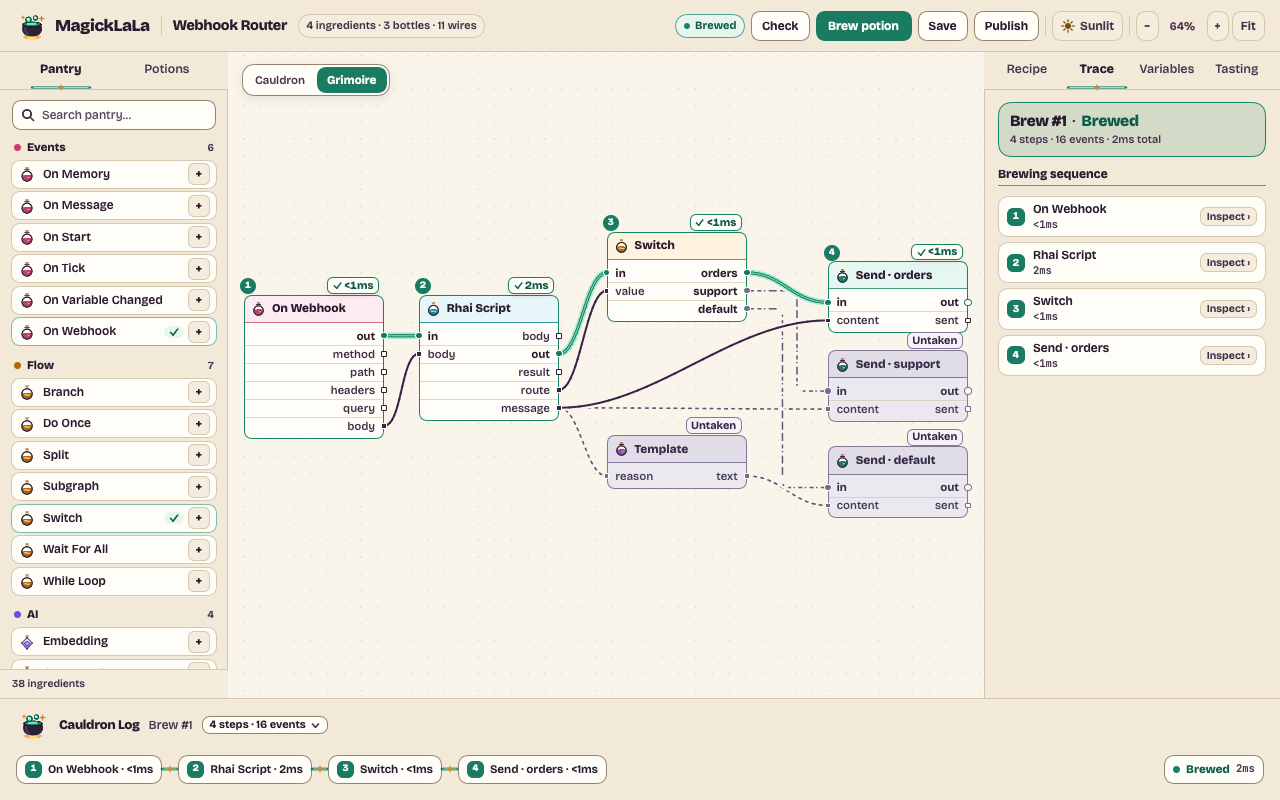 MagickLaLa
Webhook Router
4 ingredients · 3 bottles · 11 wires
Brewed
Check
Brew potion
Save
Publish
Sunlit
−
64%
+
Fit
Pantry
Potions
Search pantry...
Events 6
On Memory +
On Message +
On Start +
On Tick +
On Variable Changed +
On Webhook +
Flow 7
Branch +
Do Once +
Split +
Subgraph +
Switch +
Wait For All +
While Loop +
AI 4
Embedding +
38 ingredients
Cauldron
Grimoire
1
<1ms
On Webhook
out
method
path
headers
query
body
2
2ms
Rhai Script
in body
body out
result
route
message
3
<1ms
Switch
in orders
value support
default
4
<1ms
Send · orders
in out
content sent
Untaken
Send · support
in out
content sent
Untaken
Template
reason text
Untaken
Send · default
in out
content sent
Recipe
Trace
Variables
Tasting
Brew #1 · Brewed
4 steps · 16 events · 2ms total
Brewing sequence
1 On Webhook
<1ms
Inspect ›
2 Rhai Script
2ms
Inspect ›
3 Switch
<1ms
Inspect ›
4 Send · orders
<1ms
Inspect ›
Cauldron Log
Brew #1
4 steps · 16 events
1 On Webhook · <1ms
2 Rhai Script · 2ms
3 Switch · <1ms
4 Send · orders · <1ms
Brewed 2ms